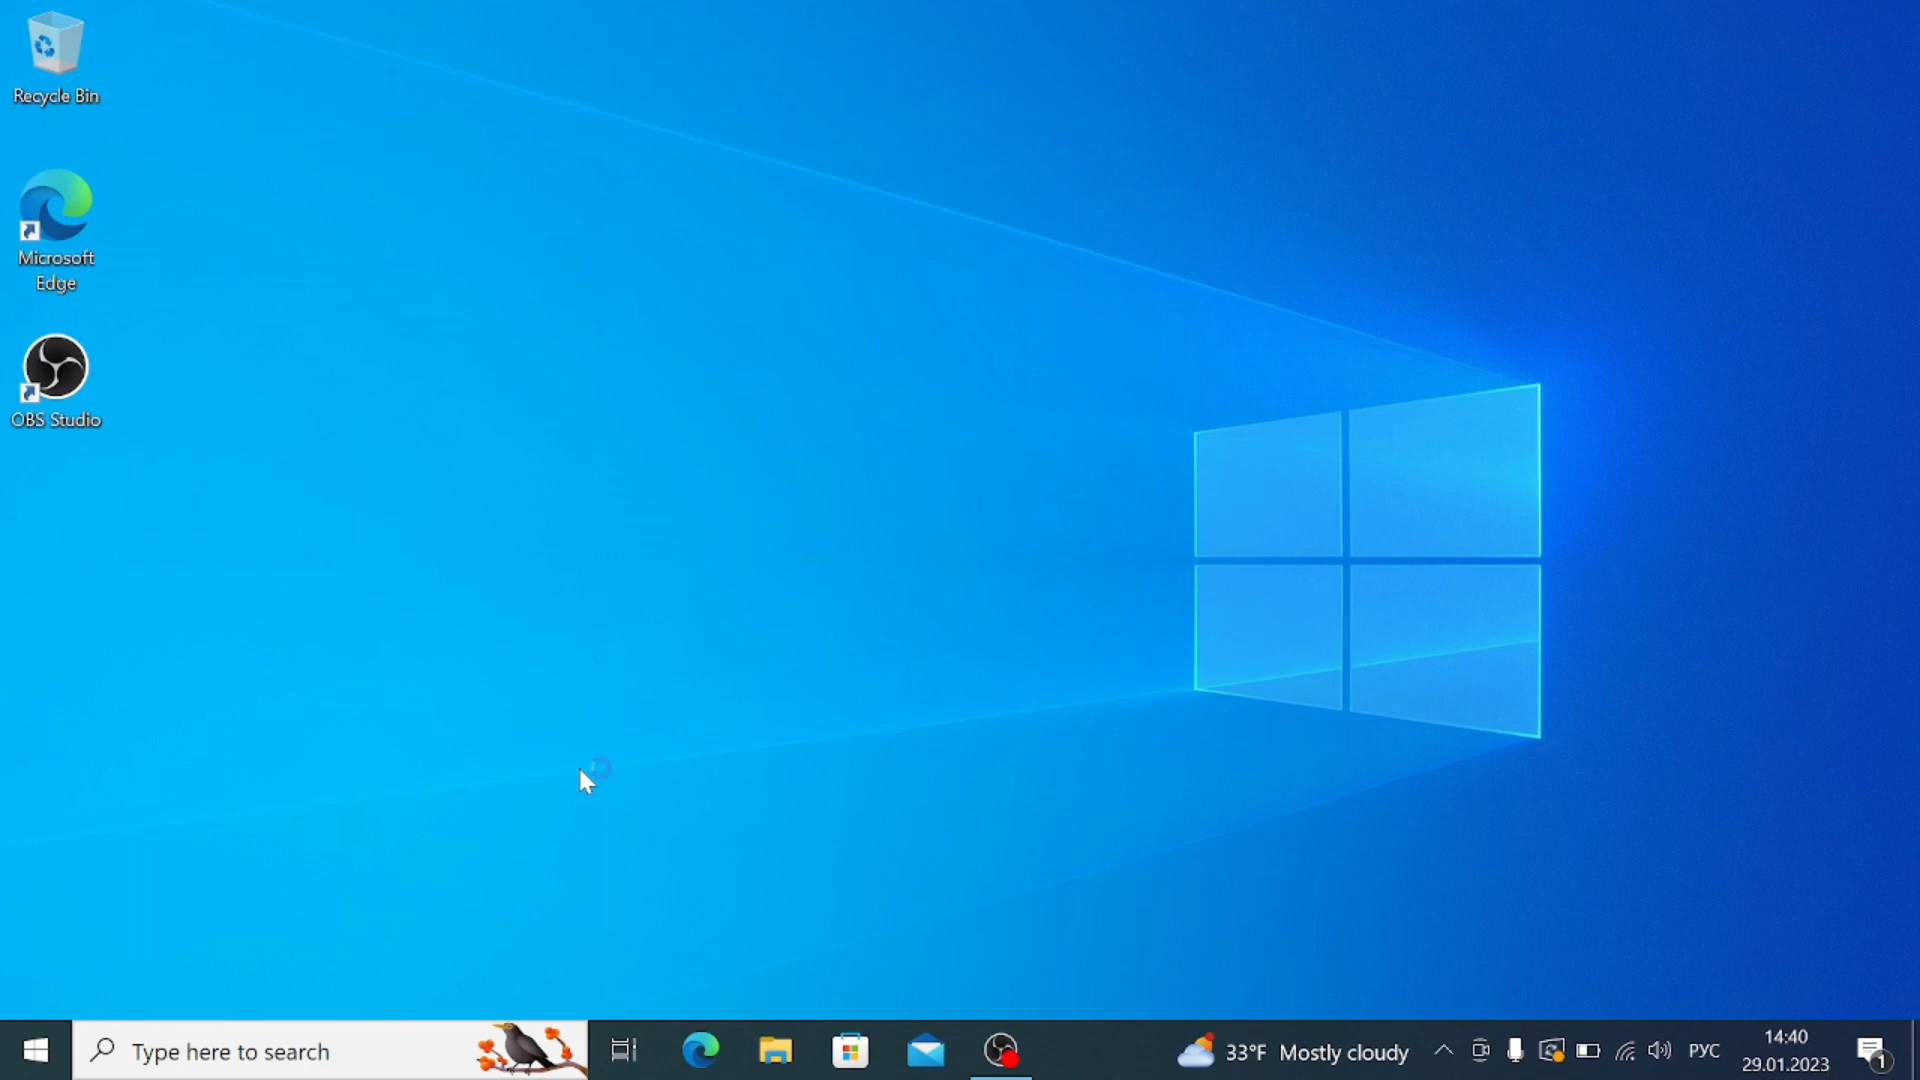 Recycle Bin
Microsoft
Edge
OBS Studio
Type here to search
33°F Mostly cloudy
РУС
14:40
29.01.2023
1